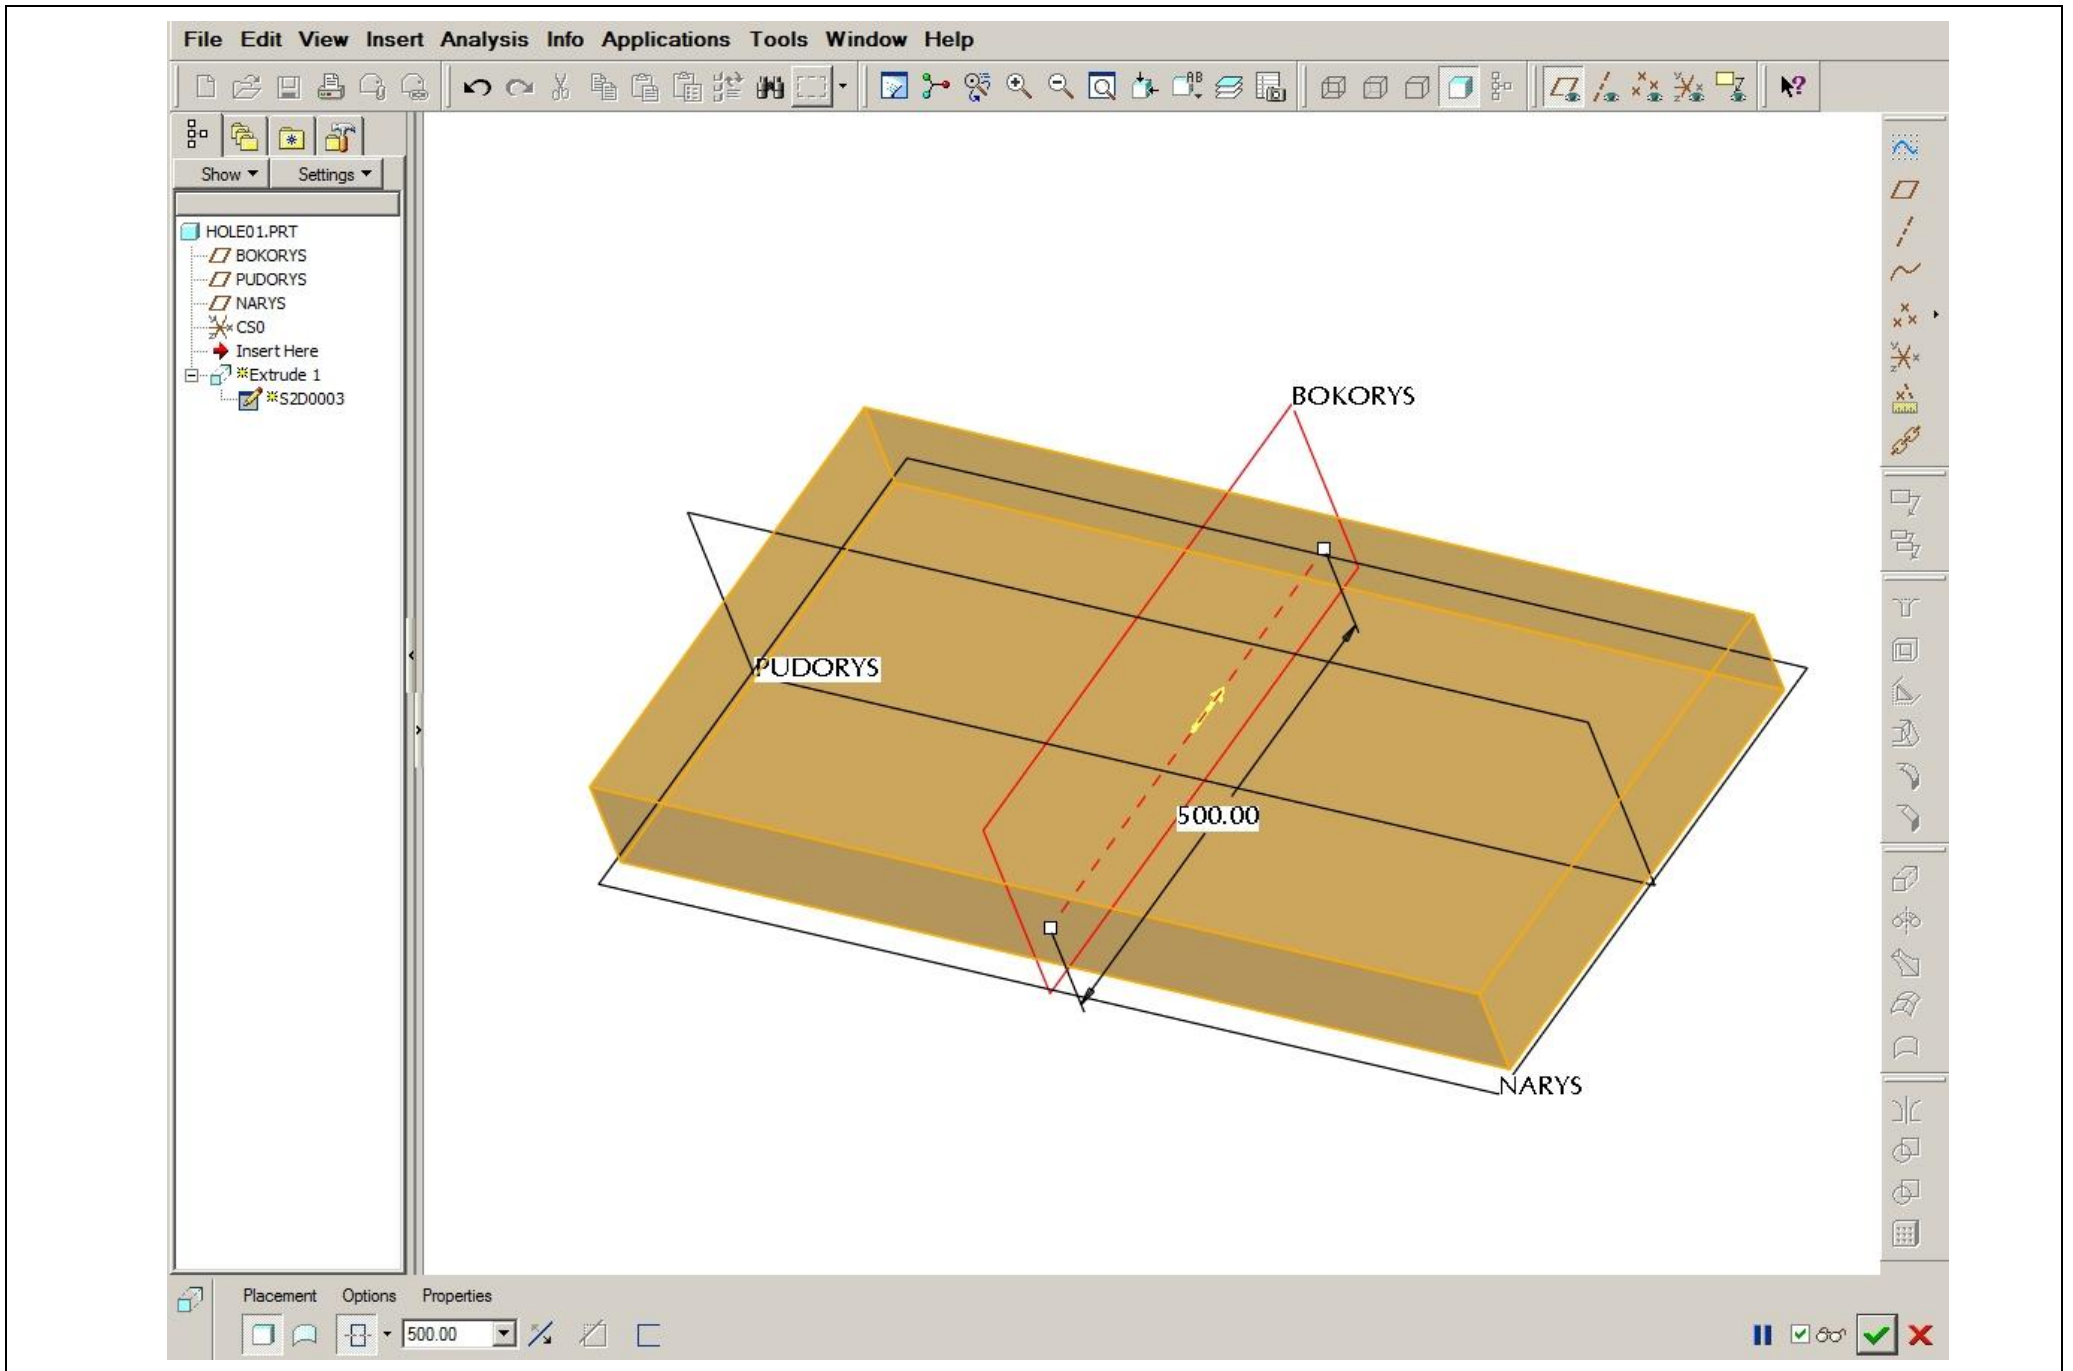 File Edit View Insert Analysis Info Applications Tools Window Help
Show Settings
HOLE01.PRT
BOKORYS
PUDORYS
NARYS
CS0
Insert Here
Extrude 1
S2D0003
BOKORYS
PUDORYS
500.00
NARYS
Placement Options Properties
500.00